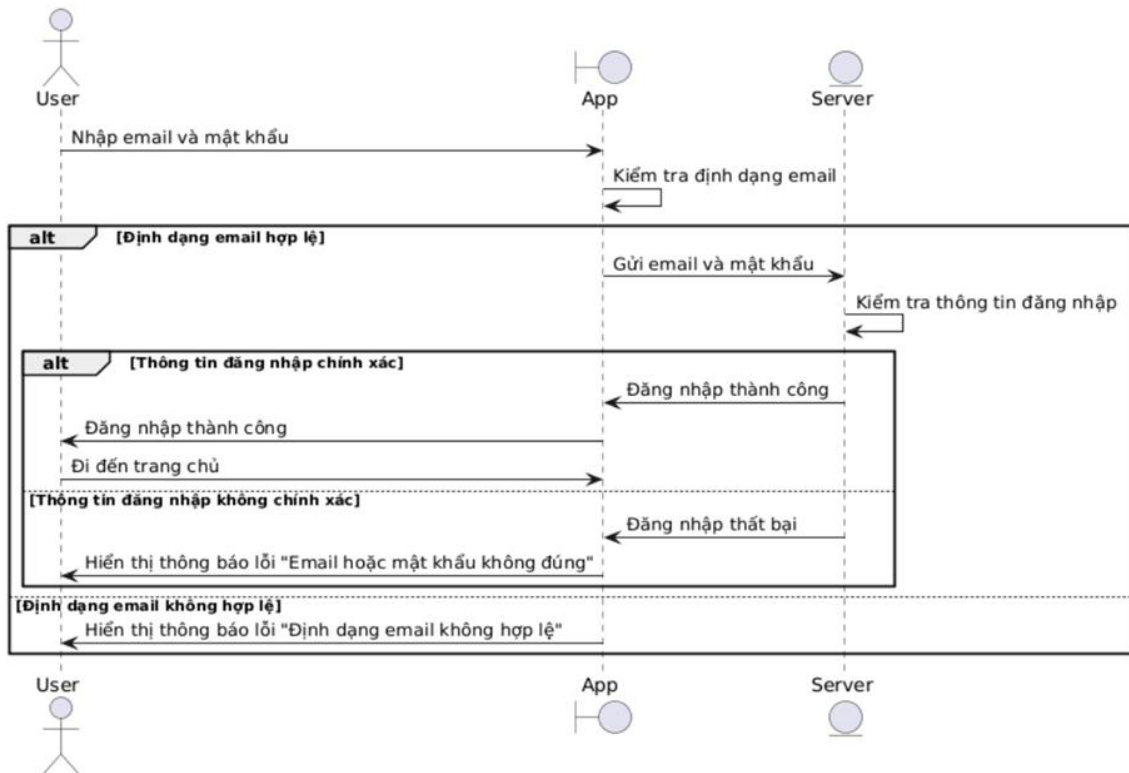 User
App
Server
Nhập email và mật khẩu
Kiểm tra định dạng email
alt [Định dạng email hợp lệ]
Gửi email và mật khẩu
Kiểm tra thông tin đăng nhập
alt [Thông tin đăng nhập chính xác]
Đăng nhập thành công
Đăng nhập thành công
Đi đến trang chủ
[Thông tin đăng nhập không chính xác]
Đăng nhập thất bại
Hiển thị thông báo lỗi "Email hoặc mật khẩu không đúng"
[Định dạng email không hợp lệ]
Hiển thị thông báo lỗi "Định dạng email không hợp lệ"
User
App
Server